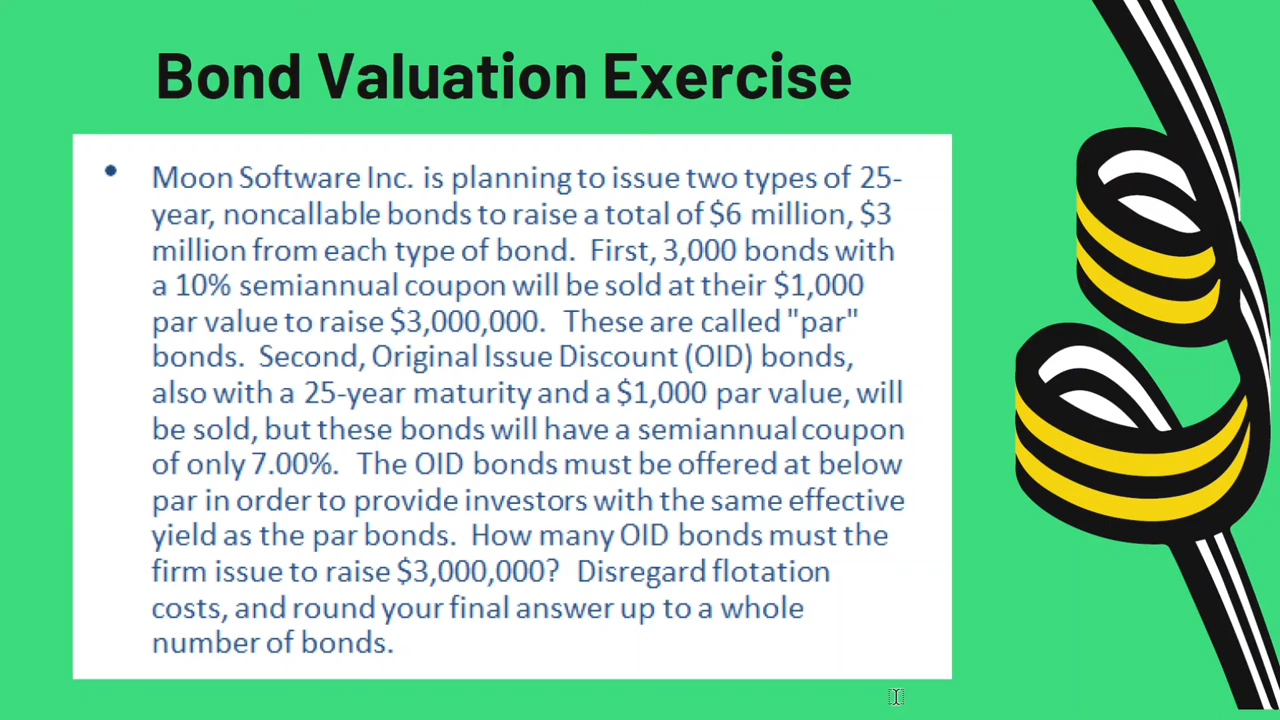 Bond Valuation Exercise
• Moon Software Inc. is planning to issue two types of 25-
year, noncallable bonds to raise a total of $6 million, $3
million from each type of bond. First, 3,000 bonds with
a 10% semiannual coupon will be sold at their $1,000
par value to raise $3,000,000. These are called "par"
bonds. Second, Original Issue Discount (OID) bonds,
also with a 25-year maturity and a $1,000 par value, will
be sold, but these bonds will have a semiannual coupon
of only 7.00%. The OID bonds must be offered at below
par in order to provide investors with the same effective
yield as the par bonds. How many OID bonds must the
firm issue to raise $3,000,000? Disregard flotation
costs, and round your final answer up to a whole
number of bonds.